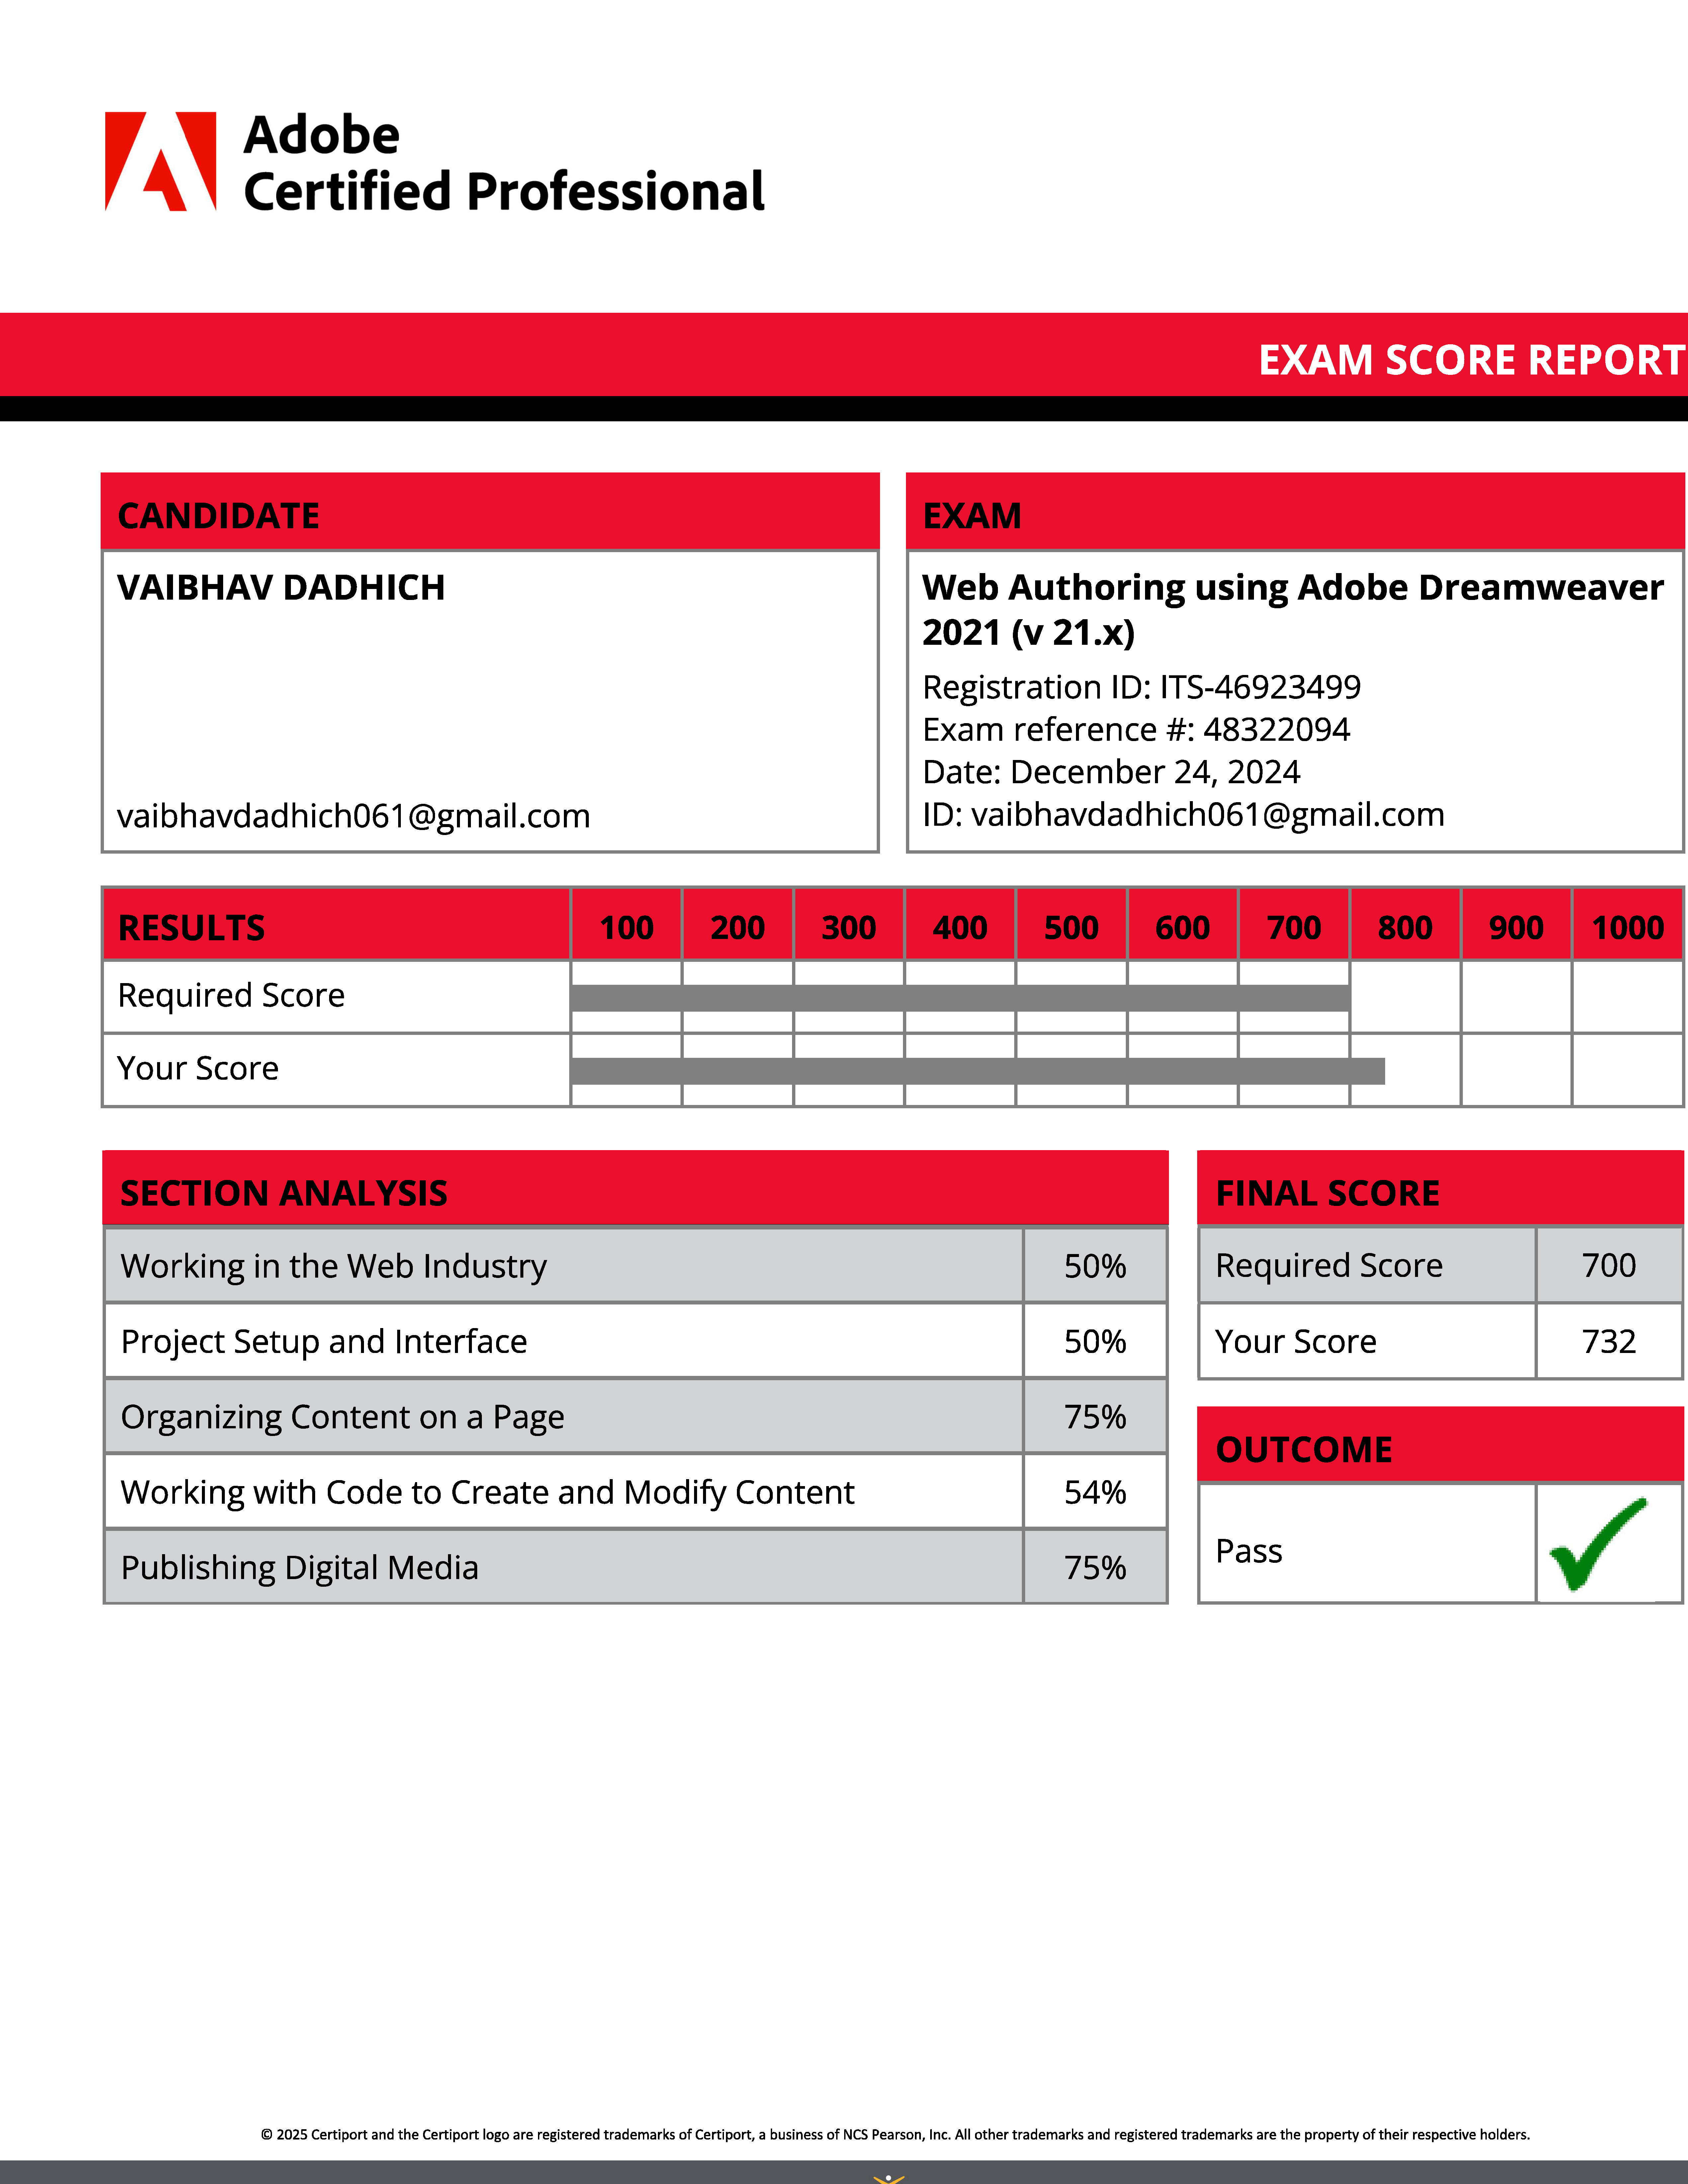 Adobe
Certified Professional
EXAM SCORE REPORT
CANDIDATE
VAIBHAV DADHICH
vaibhavdadhich061@gmail.com
EXAM
Web Authoring using Adobe Dreamweaver
2021 (v 21.x)
Registration ID: ITS-46923499
Exam reference #: 48322094
Date: December 24, 2024
ID: vaibhavdadhich061@gmail.com
RESULTS 100 200 300 400 500 600 700 800 900 1000
Required Score
Your Score
SECTION ANALYSIS
Working in the Web Industry 50%
Project Setup and Interface 50%
Organizing Content on a Page 75%
Working with Code to Create and Modify Content 54%
Publishing Digital Media 75%
FINAL SCORE
Required Score 700
Your Score 732
OUTCOME
Pass
© 2025 Certiport and the Certiport logo are registered trademarks of Certiport, a business of NCS Pearson, Inc. All other trademarks and registered trademarks are the property of their respective holders.